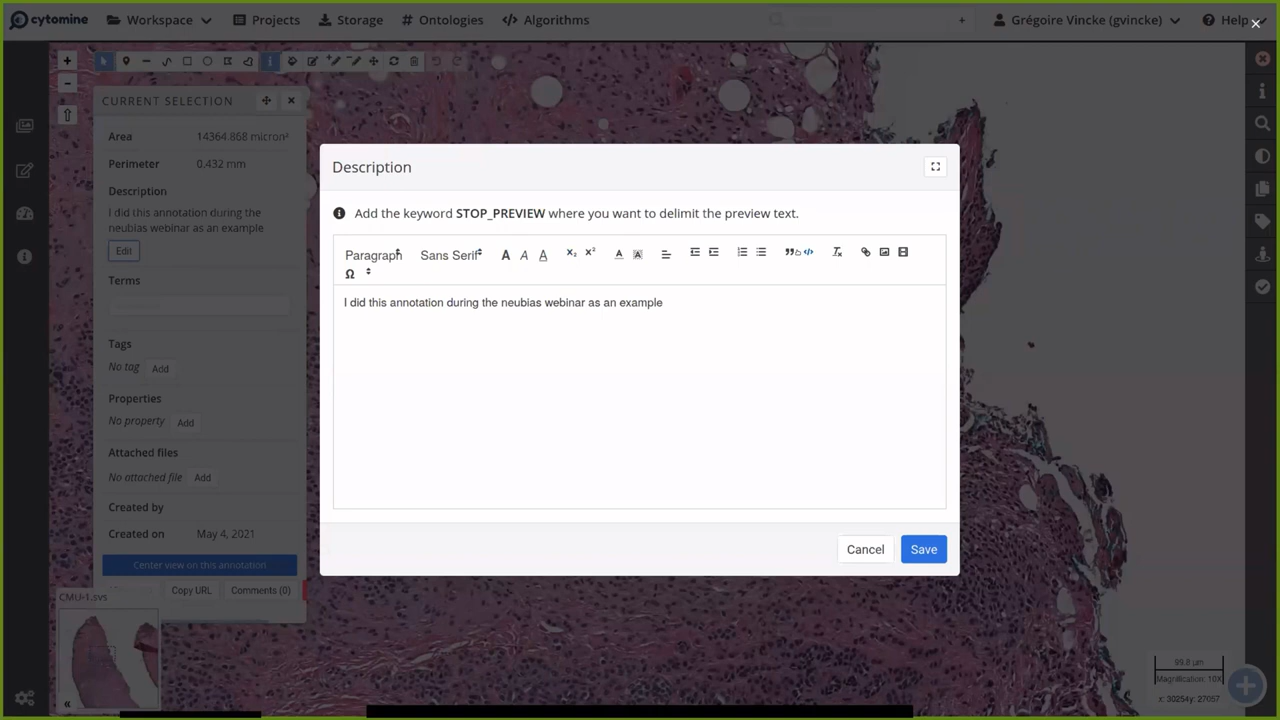 cytomine Workspace Projects Storage Ontologies Algorithms Grégoire Vincke (gvincke) Help
CURRENT SELECTION
Area 14364.868 micron²
Perimeter 0.432 mm
Description
I did this annotation during the
neubias webinar as an example
Edit
Terms
Tags
No tag Add
Properties
No property Add
Attached files
No attached file Add
Created by
Created on May 4, 2021
Center view on this annotation
Copy URL Comments (0)
CMU-1.svs
Description
Add the keyword STOP_PREVIEW where you want to delimit the preview text.
Paragraph Sans Serif
I did this annotation during the neubias webinar as an example
Cancel Save
99.8 µm
Magnification: 10X
x: 30254y: 27057